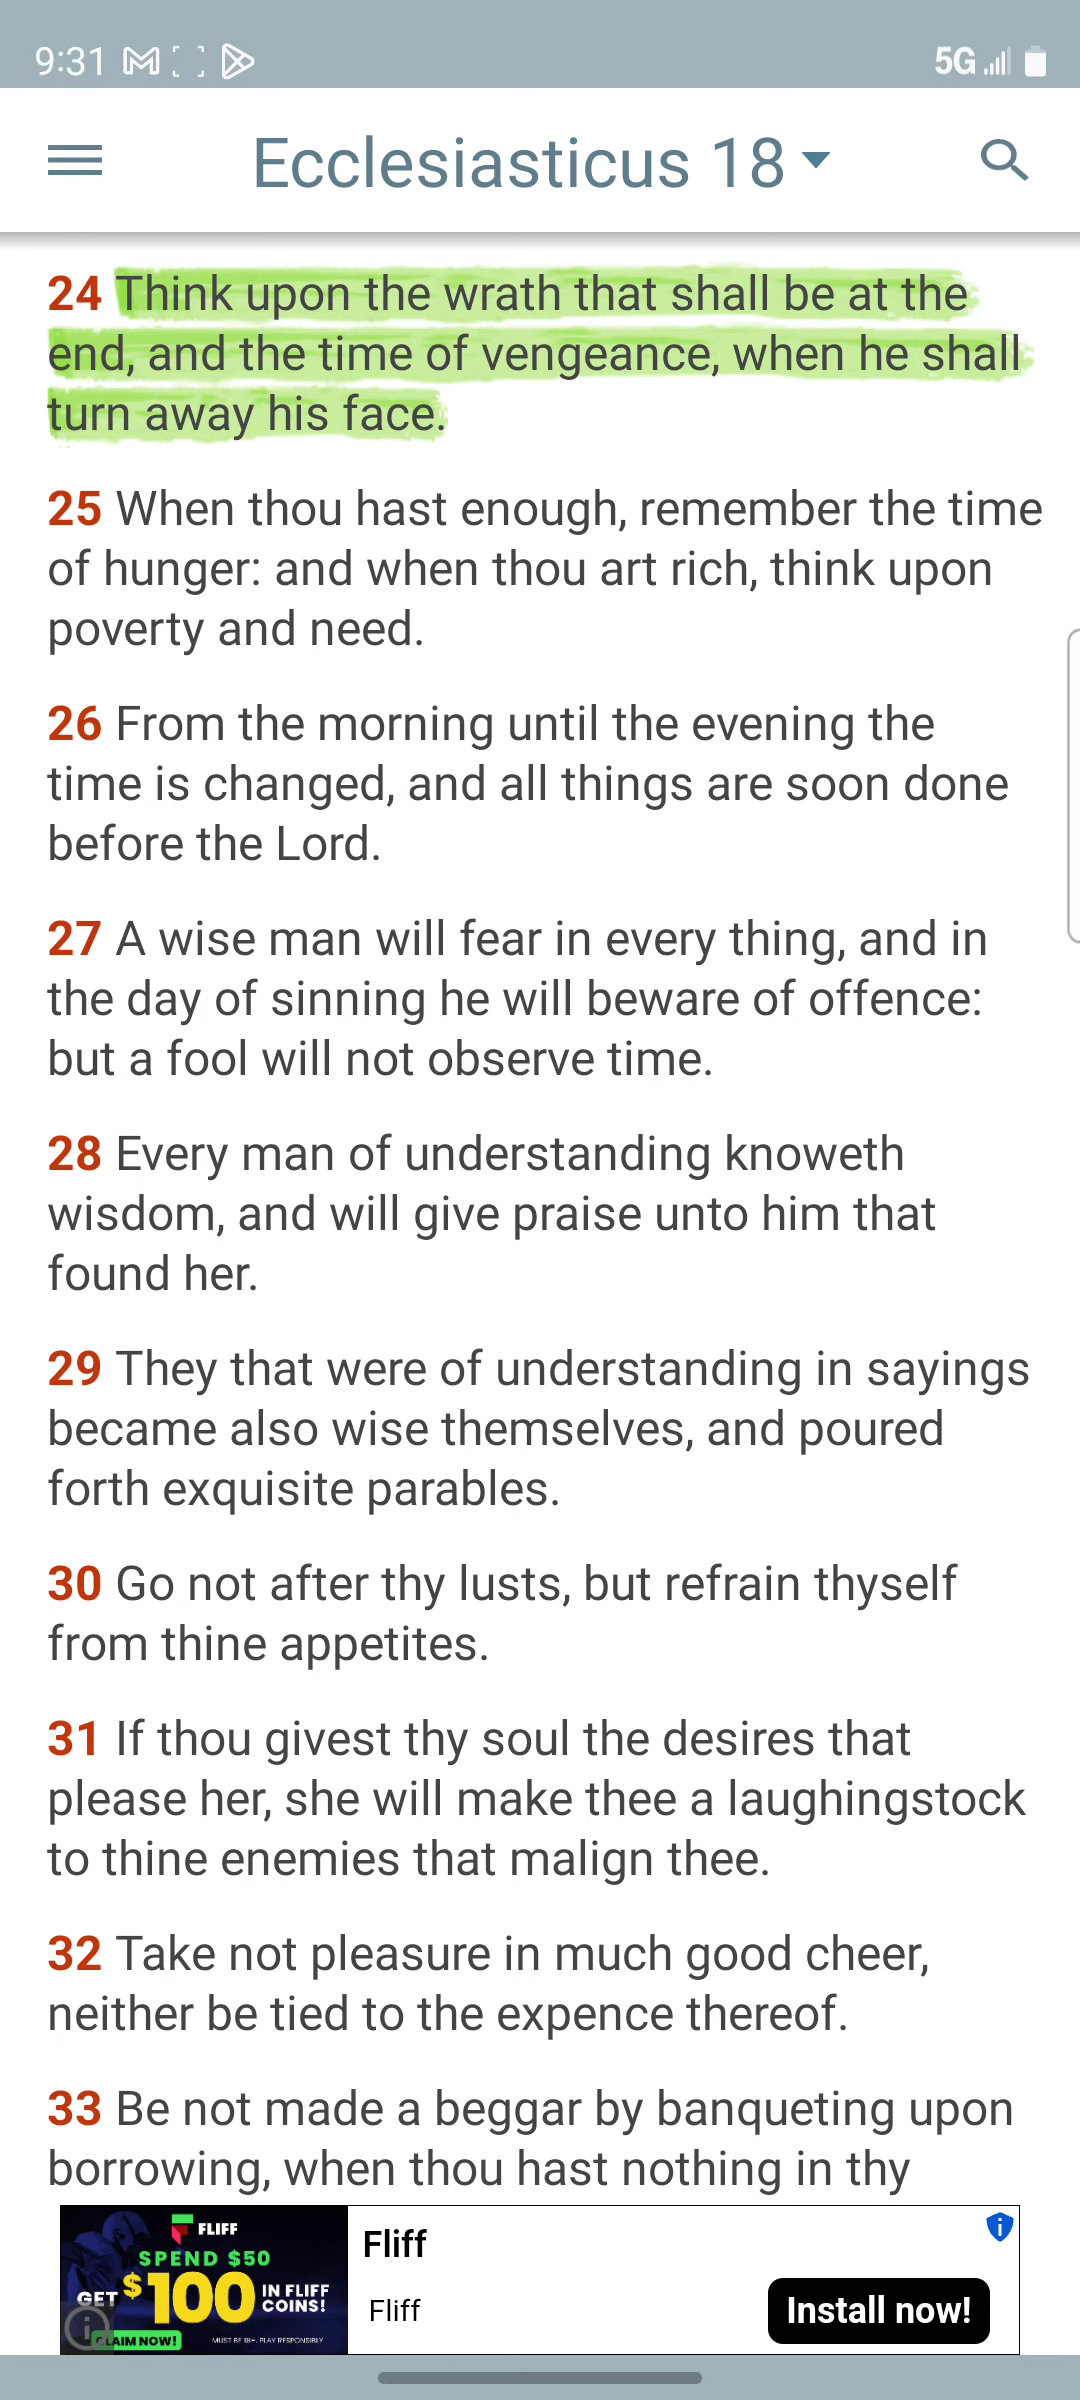 9:31
5G
Ecclesiasticus 18
24 Think upon the wrath that shall be at the
end, and the time of vengeance, when he shall
turn away his face.
25 When thou hast enough, remember the time
of hunger: and when thou art rich, think upon
poverty and need.
26 From the morning until the evening the
time is changed, and all things are soon done
before the Lord.
27 A wise man will fear in every thing, and in
the day of sinning he will beware of offence:
but a fool will not observe time.
28 Every man of understanding knoweth
wisdom, and will give praise unto him that
found her.
29 They that were of understanding in sayings
became also wise themselves, and poured
forth exquisite parables.
30 Go not after thy lusts, but refrain thyself
from thine appetites.
31 If thou givest thy soul the desires that
please her, she will make thee a laughingstock
to thine enemies that malign thee.
32 Take not pleasure in much good cheer,
neither be tied to the expence thereof.
33 Be not made a beggar by banqueting upon
borrowing, when thou hast nothing in thy
FLIFF
SPEND $50
GET $100 IN FLIFF
COINS!
CLAIM NOW!
MUST BE 18+. PLAY RESPONSIBLY
Fliff
Fliff
Install now!